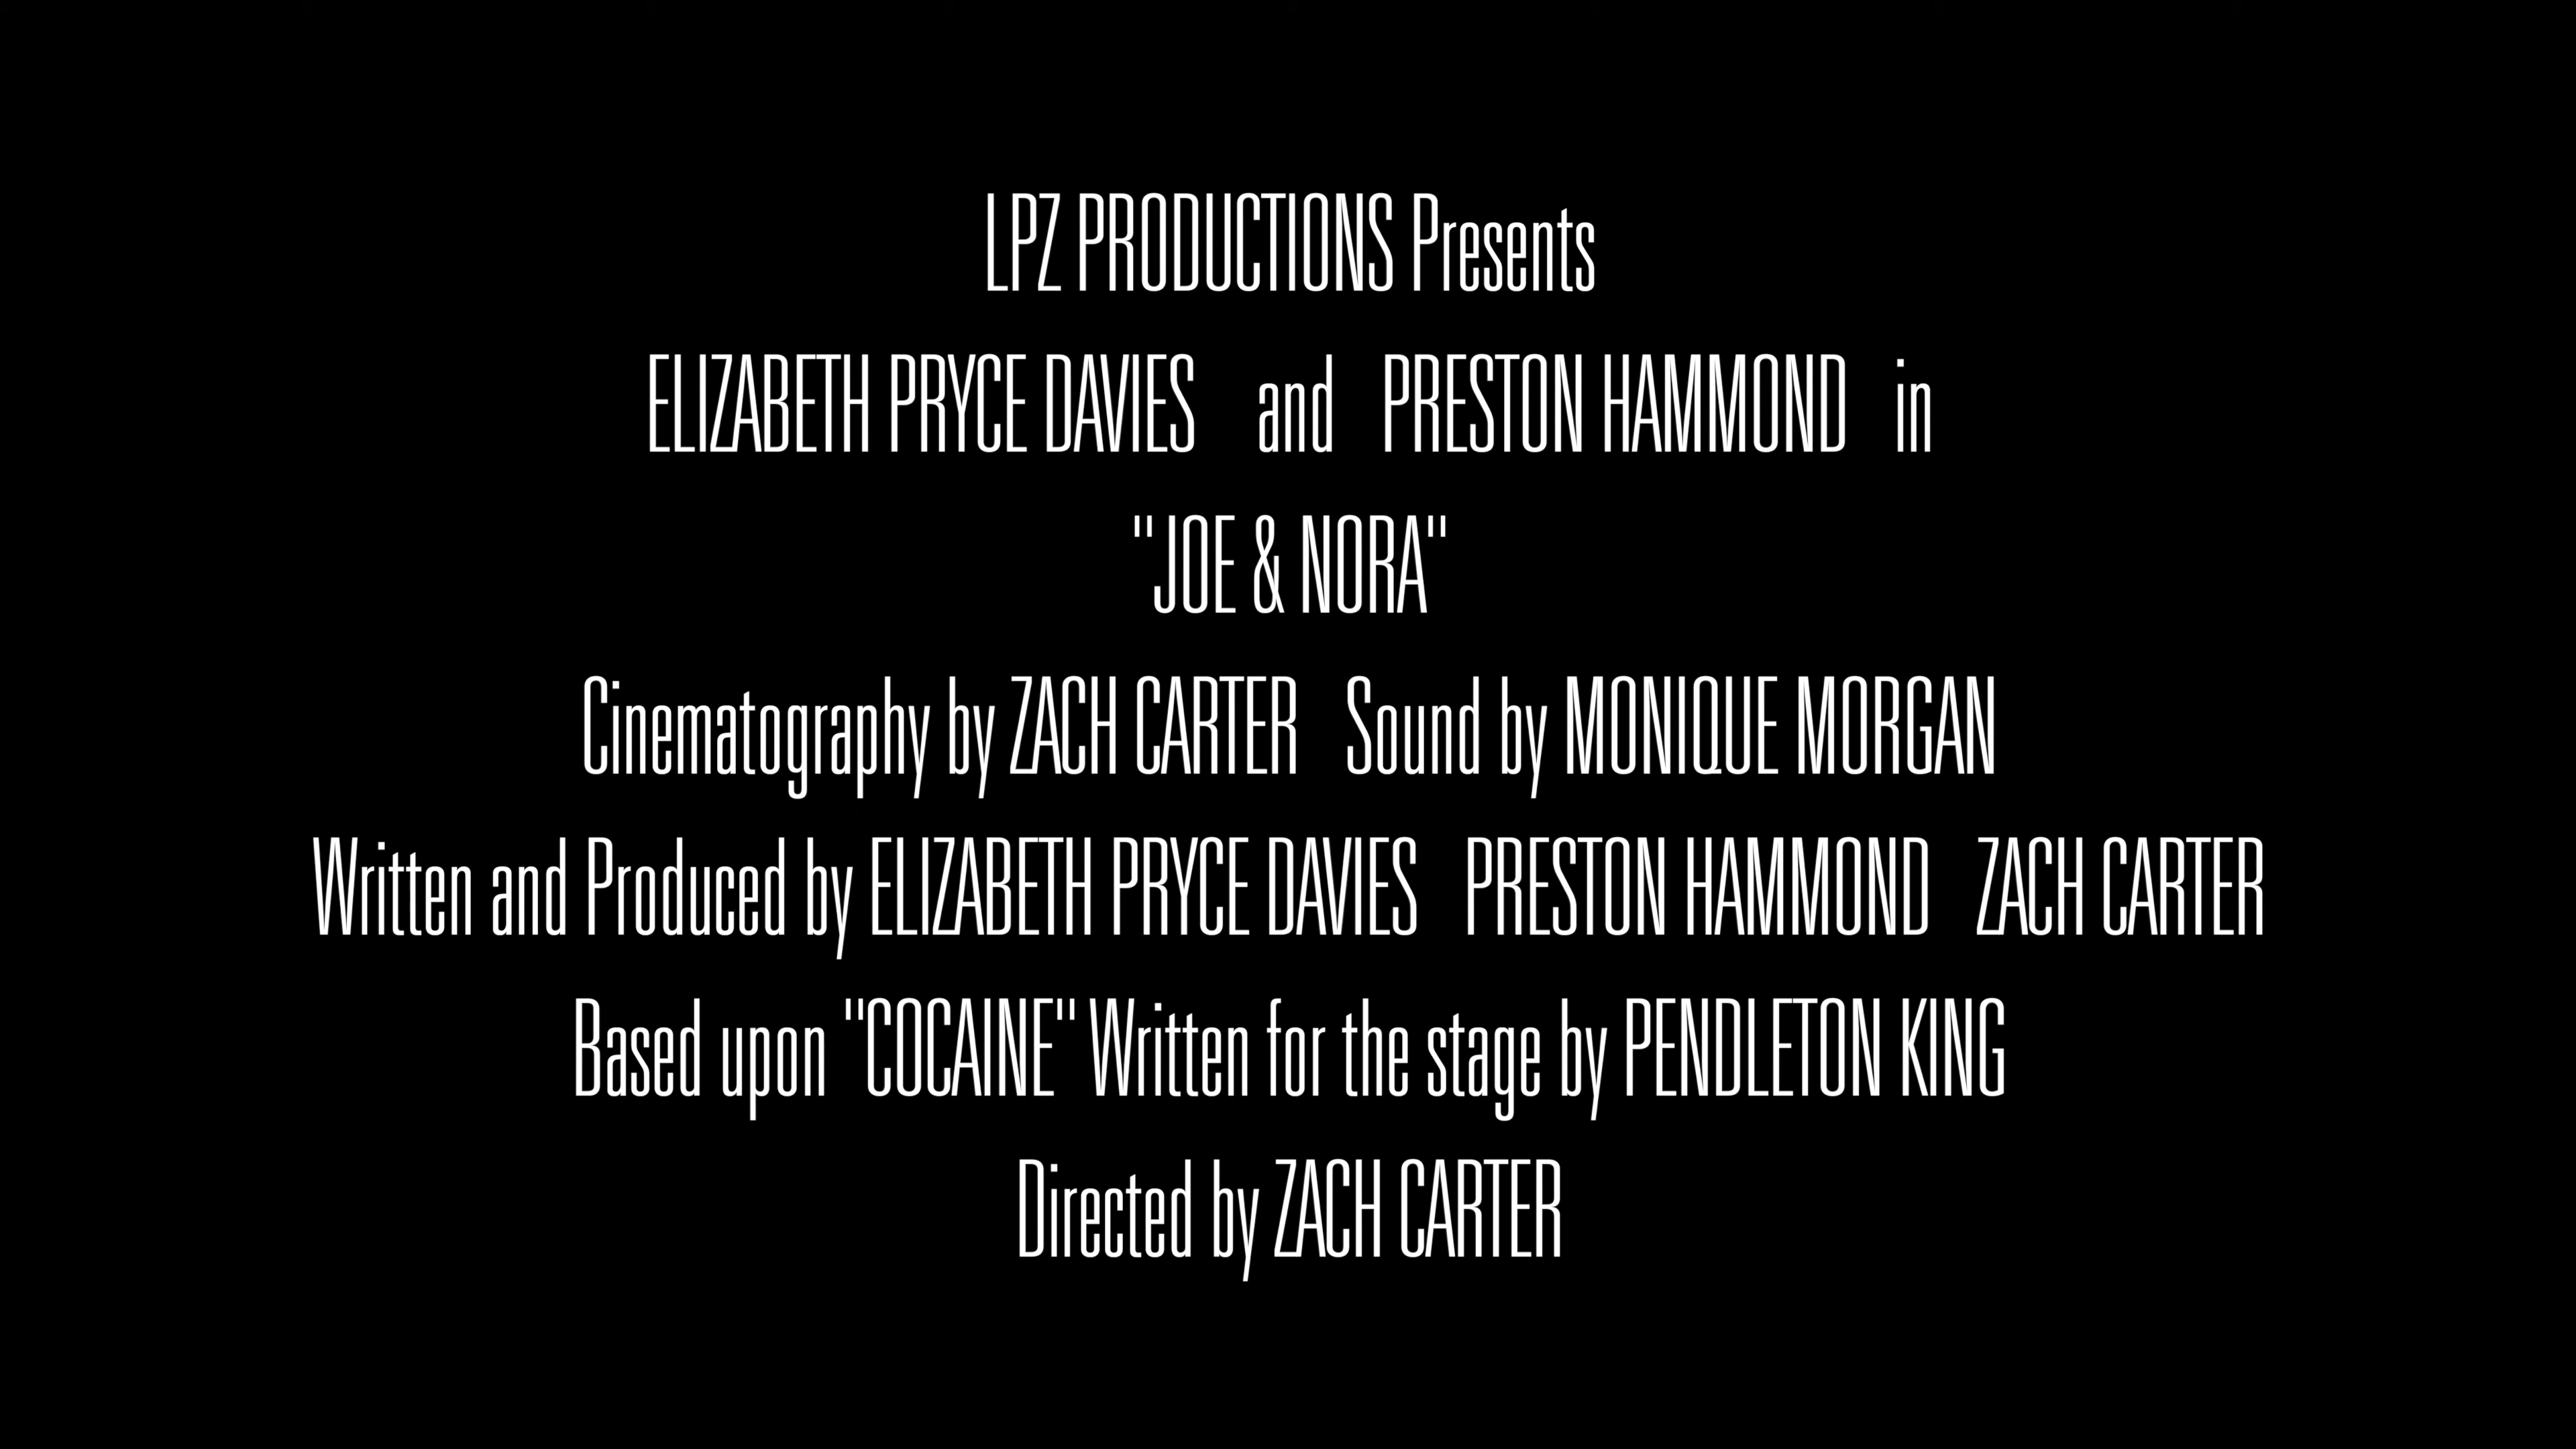 LPZ PRODUCTIONS Presents
ELIZABETH PRYCE DAVIES and PRESTON HAMMOND in
"JOE & NORA"
Cinematography by ZACH CARTER Sound by MONIQUE MORGAN
Written and Produced by ELIZABETH PRYCE DAVIES PRESTON HAMMOND ZACH CARTER
Based upon "COCAINE" Written for the stage by PENDLETON KING
Directed by ZACH CARTER